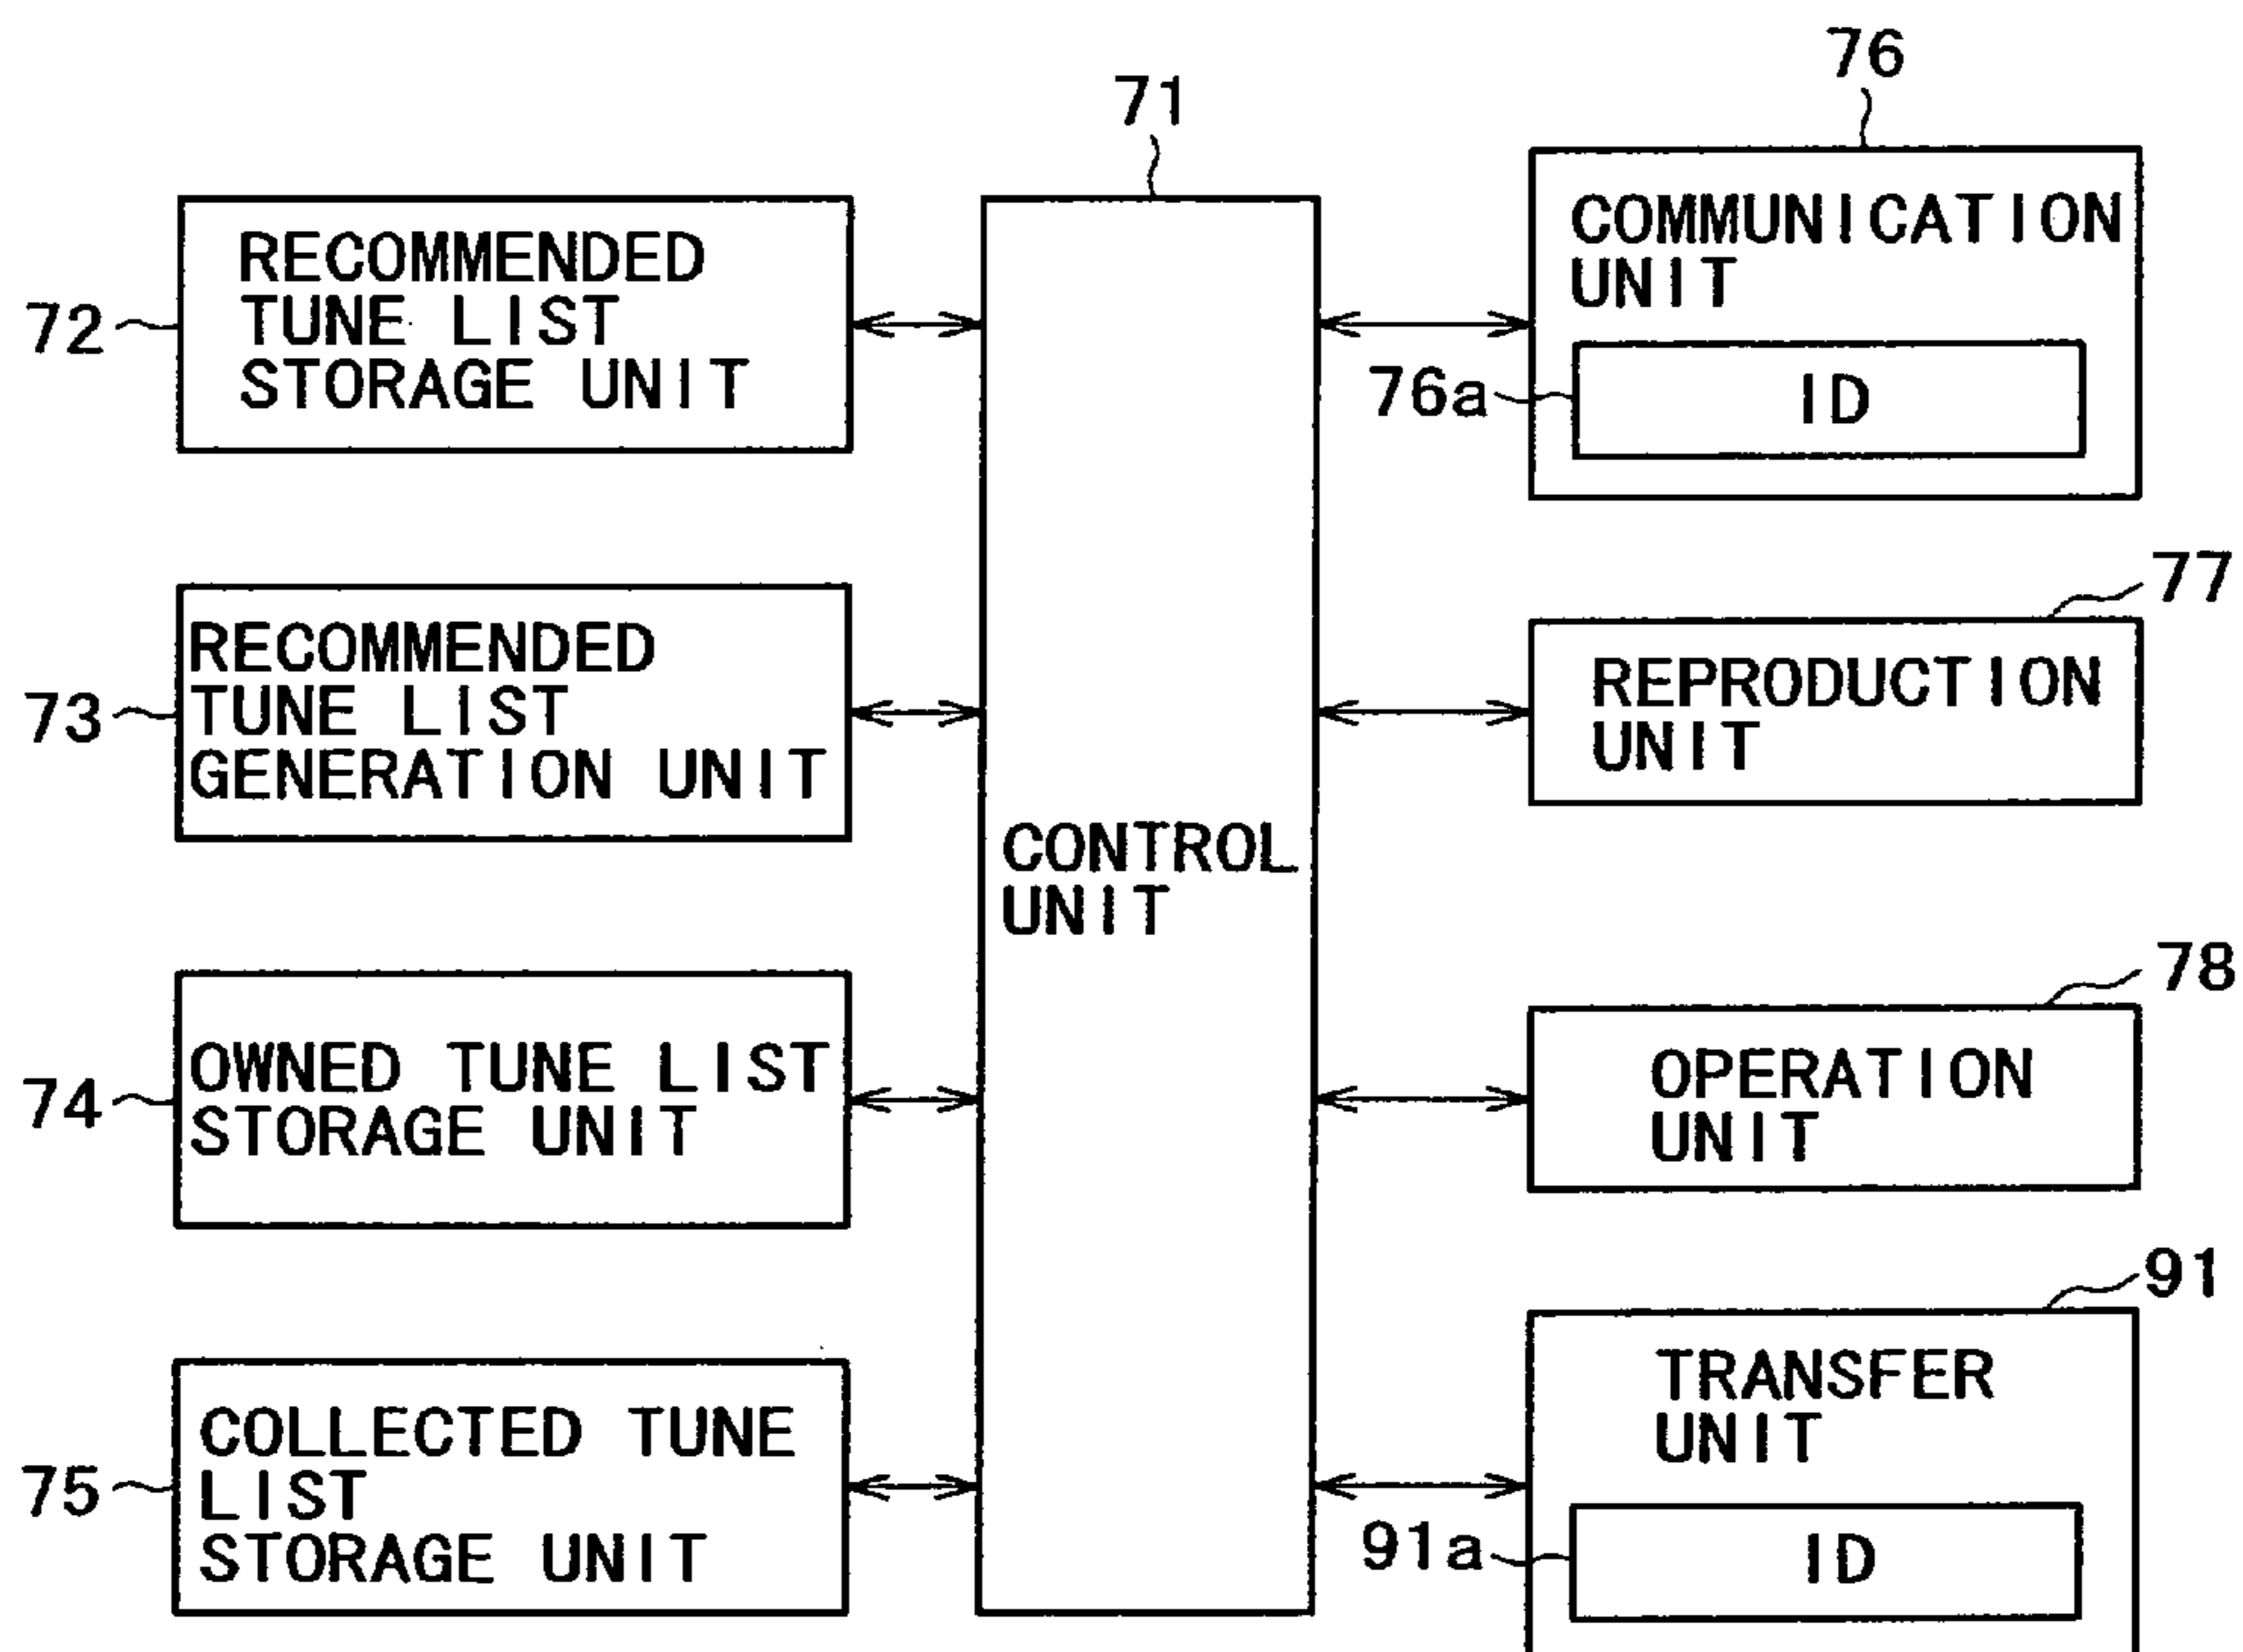 76
71
COMMUNICATION
UNIT
RECOMMENDED
TUNE LIST
STORAGE UNIT
72
76a
ID
77
RECOMMENDED
TUNE LIST
GENERATION UNIT
73
REPRODUCTION
UNIT
CONTROL
UNIT
78
OWNED TUNE LIST
STORAGE UNIT
74
OPERATION
UNIT
91
TRANSFER
UNIT
COLLECTED TUNE
LIST
STORAGE UNIT
75
91a
ID